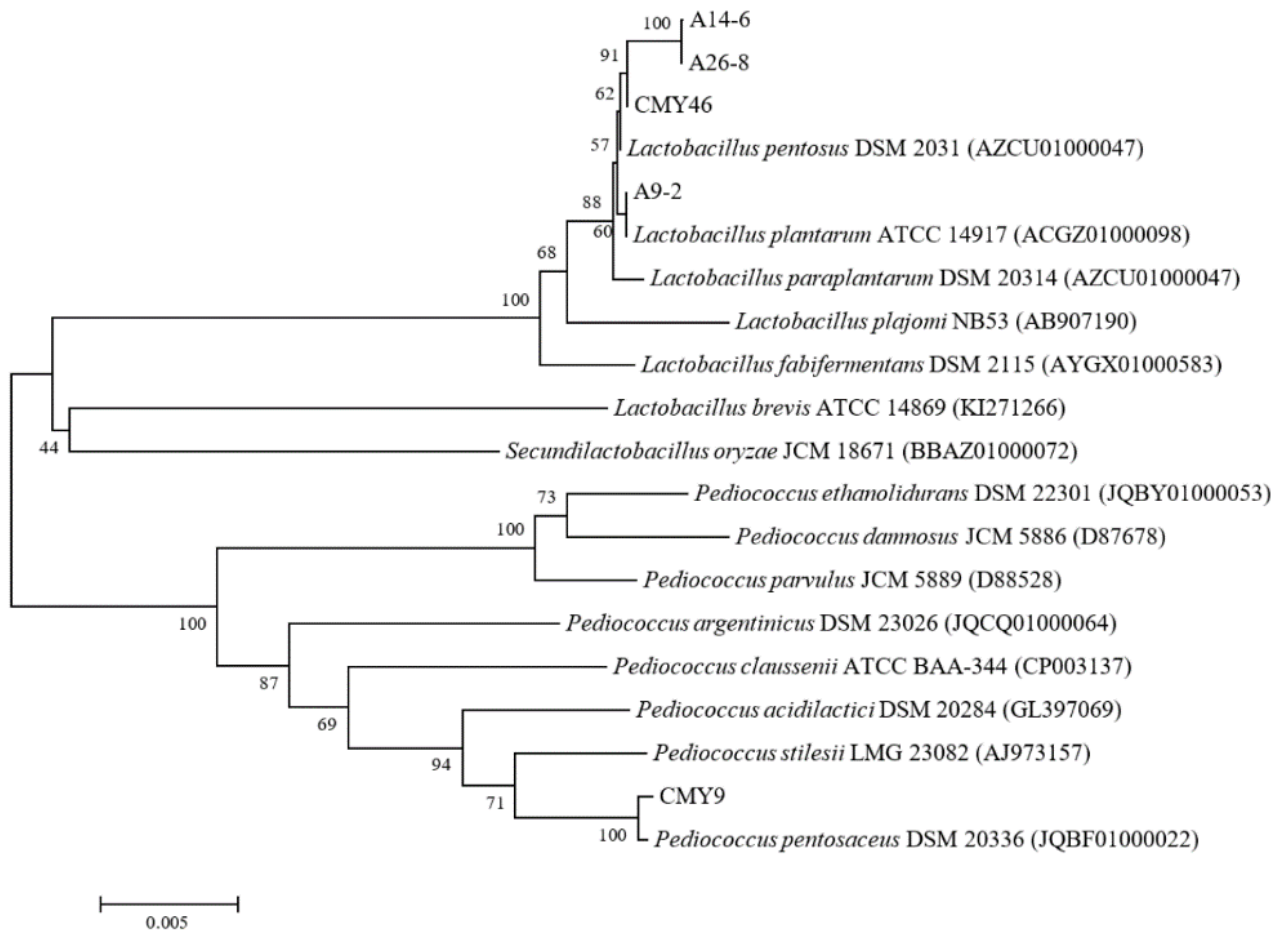 100
A14-6
91
A26-8
62
CMY46
57
Lactobacillus pentosus DSM 2031 (AZCU01000047)
A9-2
88
60
Lactobacillus plantarum ATCC 14917 (ACGZ01000098)
68
Lactobacillus paraplantarum DSM 20314 (AZCU01000047)
100
Lactobacillus plajomi NB53 (AB907190)
Lactobacillus fabifermentans DSM 2115 (AYGX01000583)
Lactobacillus brevis ATCC 14869 (KI271266)
44
Secundilactobacillus oryzae JCM 18671 (BBAZ01000072)
73
Pediococcus ethanolidurans DSM 22301 (JQBY01000053)
100
Pediococcus damnosus JCM 5886 (D87678)
Pediococcus parvulus JCM 5889 (D88528)
100
Pediococcus argentinicus DSM 23026 (JQCQ01000064)
87
Pediococcus claussenii ATCC BAA-344 (CP003137)
69
Pediococcus acidilactici DSM 20284 (GL397069)
94
Pediococcus stilesii LMG 23082 (AJ973157)
71
CMY9
100
Pediococcus pentosaceus DSM 20336 (JQBF01000022)
0.005